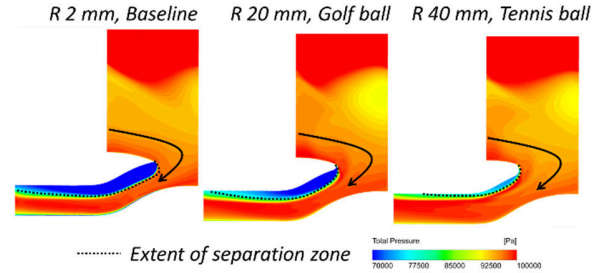 R 2 mm, Baseline R 20 mm, Golf ball R 40 mm, Tennis ball
Extent of separation zone
Total Pressure [Pa]
70000 77500 85000 92500 100000